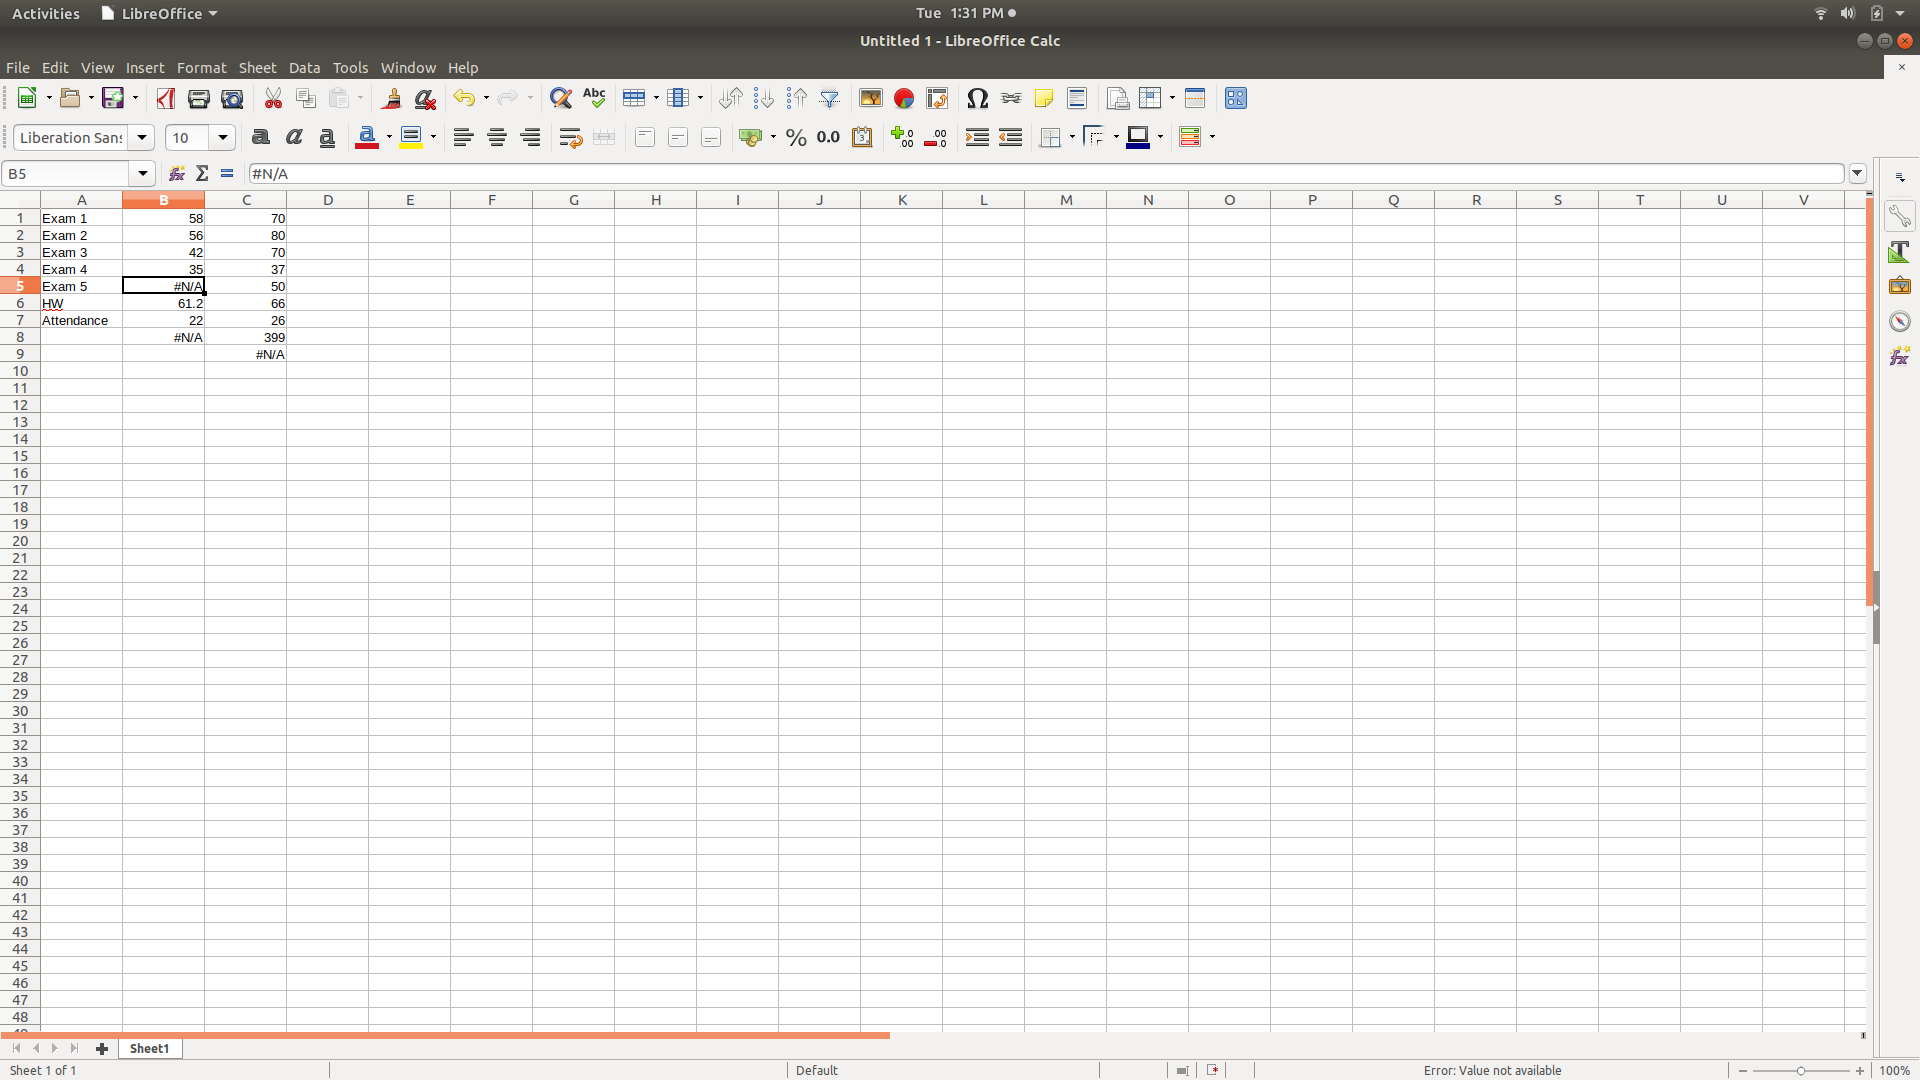 Activities LibreOffice Tue 1:31 PM
Untitled 1 - LibreOffice Calc
File Edit View Insert Format Sheet Data Tools Window Help
Liberation Sans 10
B5 #N/A
A B C D E F G H I J K L M N O P Q R S T U V
1 Exam 1 58 70
2 Exam 2 56 80
3 Exam 3 42 70
4 Exam 4 35 37
5 Exam 5 #N/A 50
6 HW 61.2 66
7 Attendance 22 26
8 #N/A 399
9 #N/A
10
11
12
13
14
15
16
17
18
19
20
21
22
23
24
25
26
27
28
29
30
31
32
33
34
35
36
37
38
39
40
41
42
43
44
45
46
47
48
Sheet1
Sheet 1 of 1 Default Error: Value not available 100%